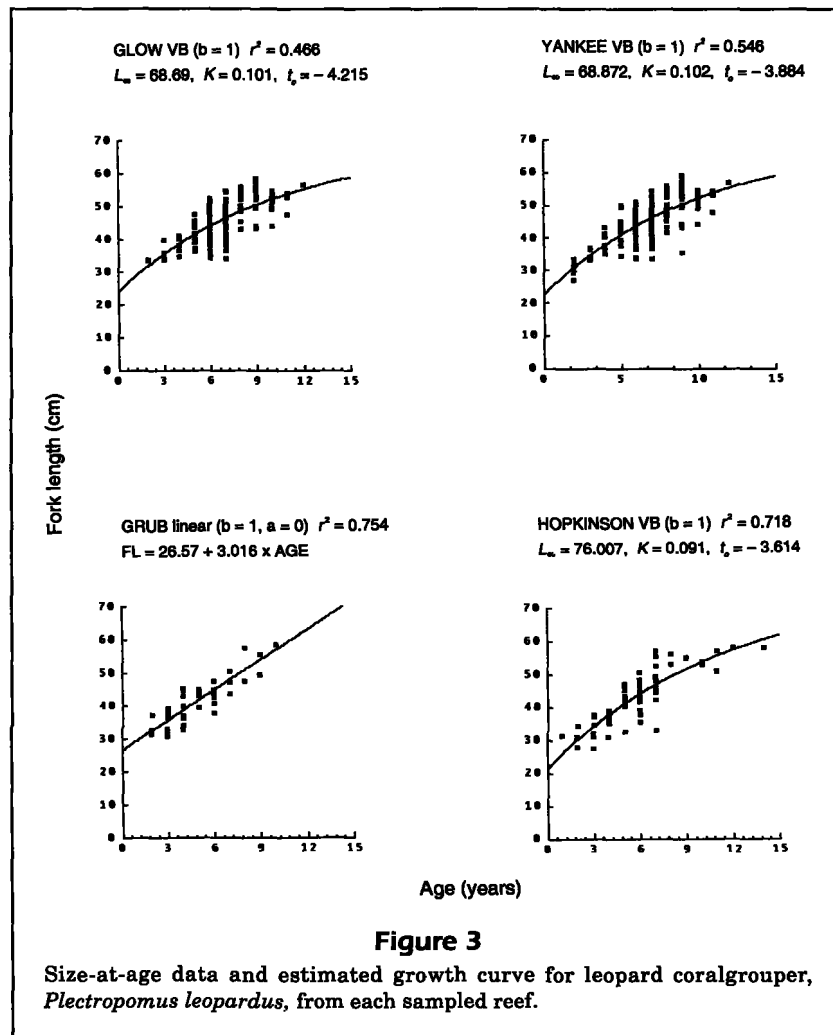 GLOW VB (b = 1) r² = 0.466
L∞ = 68.69, K = 0.101, t₀ = – 4.215
70
60
50
40
30
20
10
0
0 3 6 9 12 15
YANKEE VB (b = 1) r² = 0.546
L∞ = 68.872, K = 0.102, t₀ = – 3.884
70
60
50
40
30
20
10
0
0 5 10 15
Fork length (cm)
GRUB linear (b = 1, a = 0) r² = 0.754
FL = 26.57 + 3.016 x AGE
70
60
50
40
30
20
10
0
0 3 6 9 12 15
HOPKINSON VB (b = 1) r² = 0.718
L∞ = 76.007, K = 0.091, t₀ = – 3.614
70
60
50
40
30
20
10
0
0 3 6 9 12 15
Age (years)
Figure 3
Size-at-age data and estimated growth curve for leopard coralgrouper,
Plectropomus leopardus, from each sampled reef.